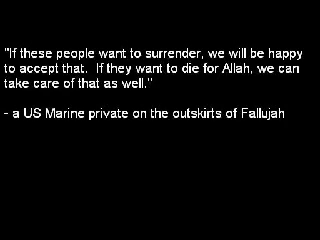 "If these people want to surrender, we will be happy
to accept that.  If they want to die for Allah, we can
take care of that as well."
- a US Marine private on the outskirts of Fallujah